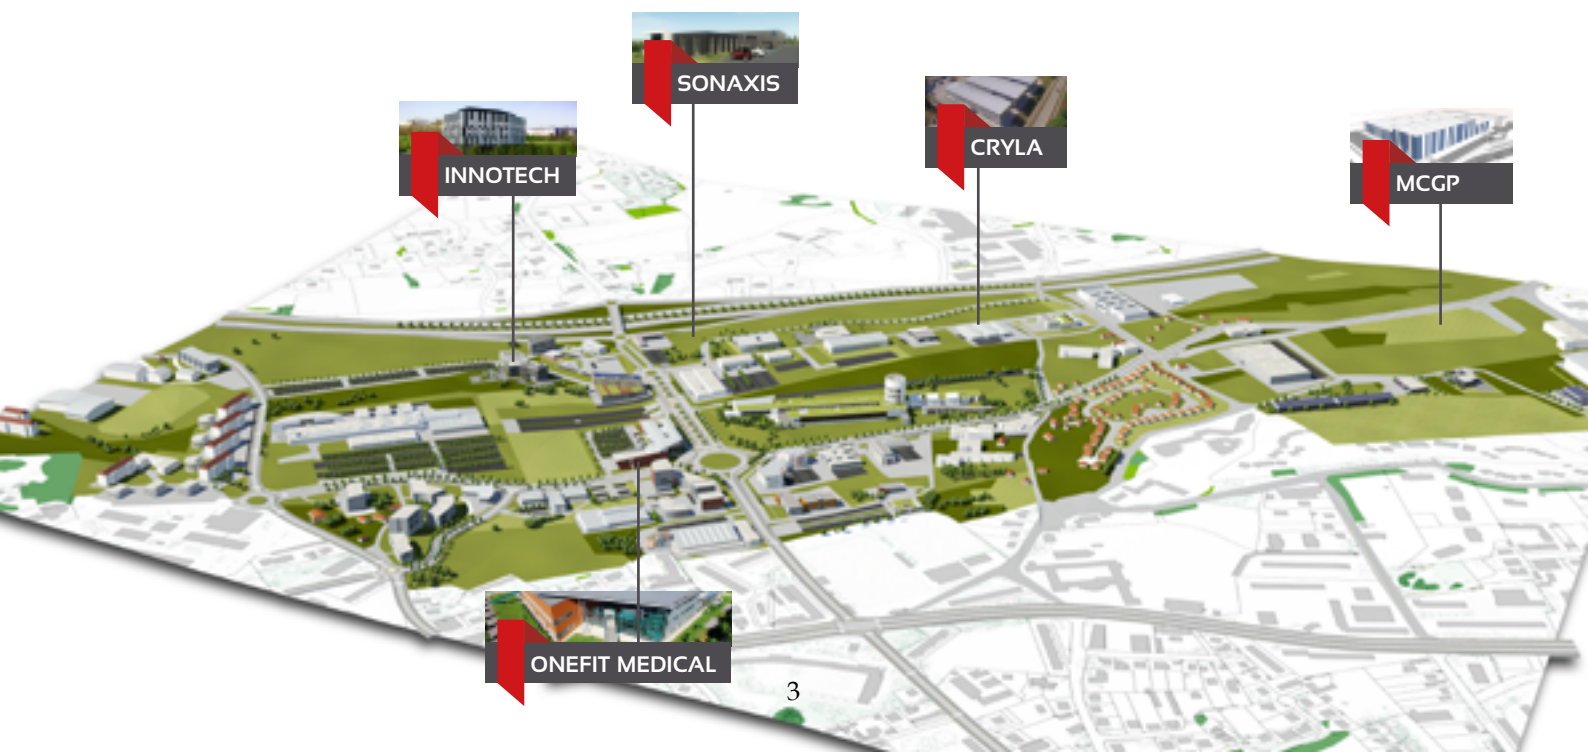 SONAXIS
CRYLA
INNOTECH
MCGP
ONEFIT MEDICAL
3